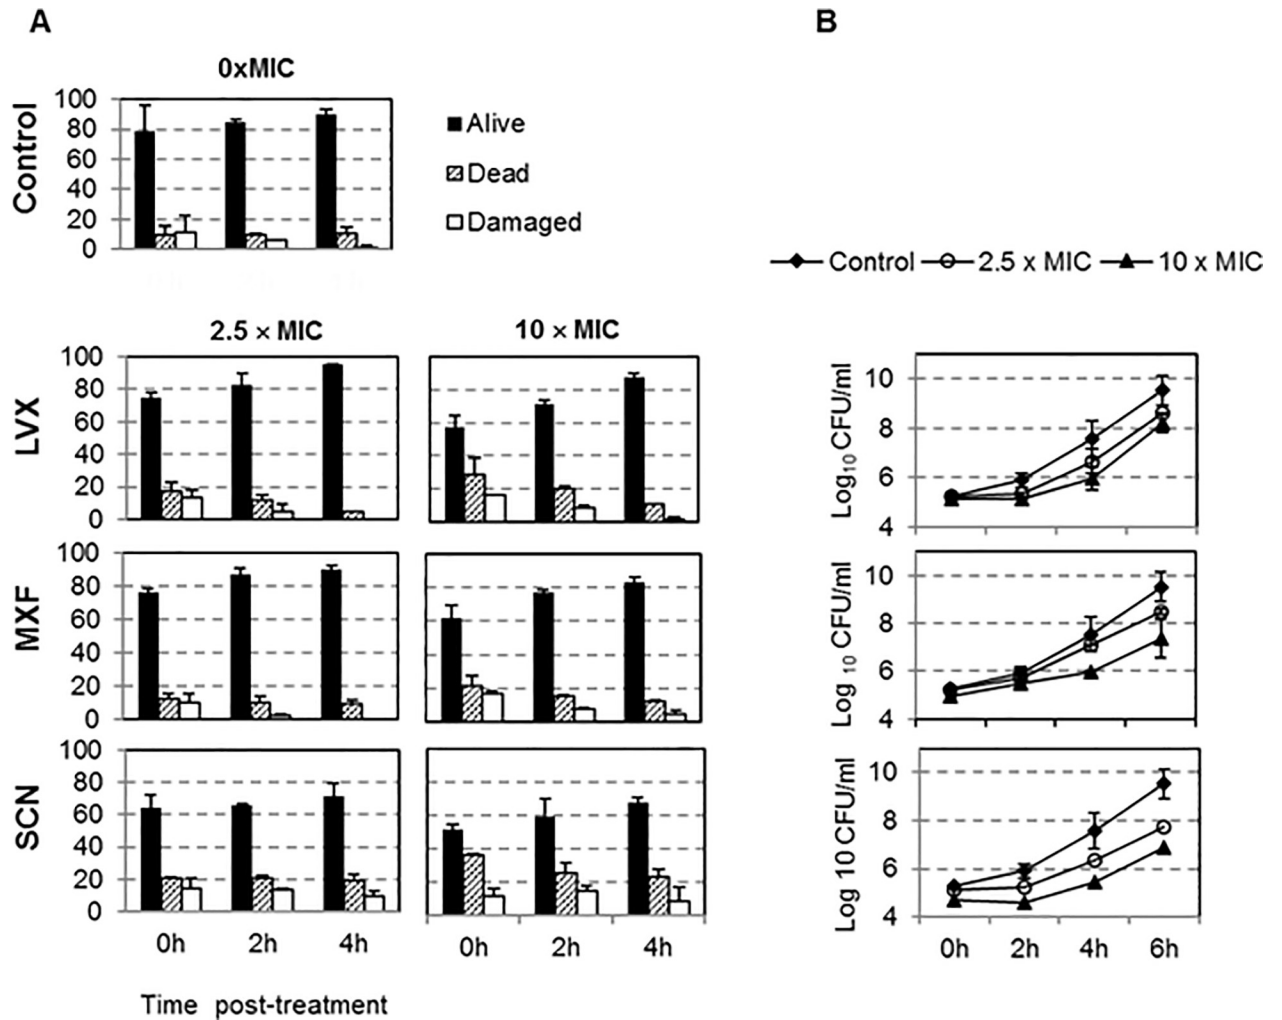 A
B
0xMIC
Control
100
80
60
40
20
0
Alive
Dead
Damaged
Control 2.5 x MIC 10 x MIC
2.5 × MIC
10 × MIC
LVX
100
80
60
40
20
0
Log10 CFU/ml
10
8
6
4
MXF
100
80
60
40
20
0
Log 10 CFU/ml
10
8
6
4
SCN
100
80
60
40
20
0
Log 10 CFU/ml
10
8
6
4
0h 2h 4h
0h 2h 4h
0h 2h 4h 6h
Time post-treatment